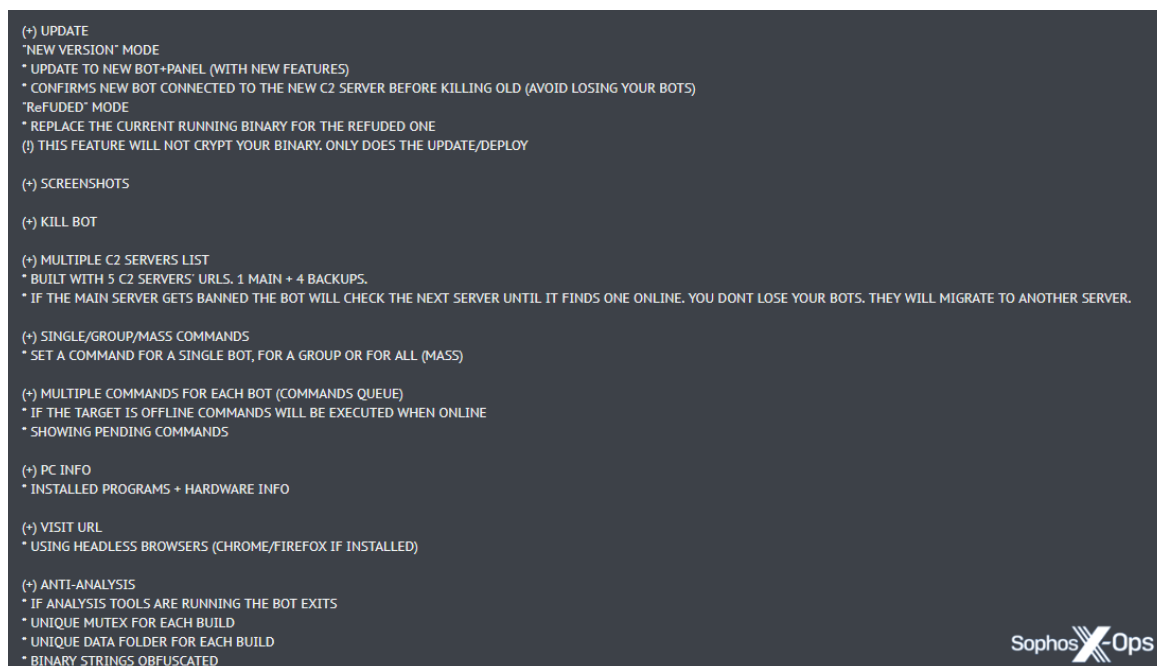 (+) UPDATE
"NEW VERSION" MODE
* UPDATE TO NEW BOT+PANEL (WITH NEW FEATURES)
* CONFIRMS NEW BOT CONNECTED TO THE NEW C2 SERVER BEFORE KILLING OLD (AVOID LOSING YOUR BOTS)
"ReFUDED" MODE
* REPLACE THE CURRENT RUNNING BINARY FOR THE REFUDED ONE
(!) THIS FEATURE WILL NOT CRYPT YOUR BINARY. ONLY DOES THE UPDATE/DEPLOY
(+) SCREENSHOTS
(+) KILL BOT
(+) MULTIPLE C2 SERVERS LIST
* BUILT WITH 5 C2 SERVERS' URLS. 1 MAIN + 4 BACKUPS.
* IF THE MAIN SERVER GETS BANNED THE BOT WILL CHECK THE NEXT SERVER UNTIL IT FINDS ONE ONLINE. YOU DONT LOSE YOUR BOTS. THEY WILL MIGRATE TO ANOTHER SERVER.
(+) SINGLE/GROUP/MASS COMMANDS
* SET A COMMAND FOR A SINGLE BOT, FOR A GROUP OR FOR ALL (MASS)
(+) MULTIPLE COMMANDS FOR EACH BOT (COMMANDS QUEUE)
* IF THE TARGET IS OFFLINE COMMANDS WILL BE EXECUTED WHEN ONLINE
* SHOWING PENDING COMMANDS
(+) PC INFO
* INSTALLED PROGRAMS + HARDWARE INFO
(+) VISIT URL
* USING HEADLESS BROWSERS (CHROME/FIREFOX IF INSTALLED)
(+) ANTI-ANALYSIS
* IF ANALYSIS TOOLS ARE RUNNING THE BOT EXITS
* UNIQUE MUTEX FOR EACH BUILD
* UNIQUE DATA FOLDER FOR EACH BUILD
* BINARY STRINGS OBFUSCATED
Sophos X-Ops